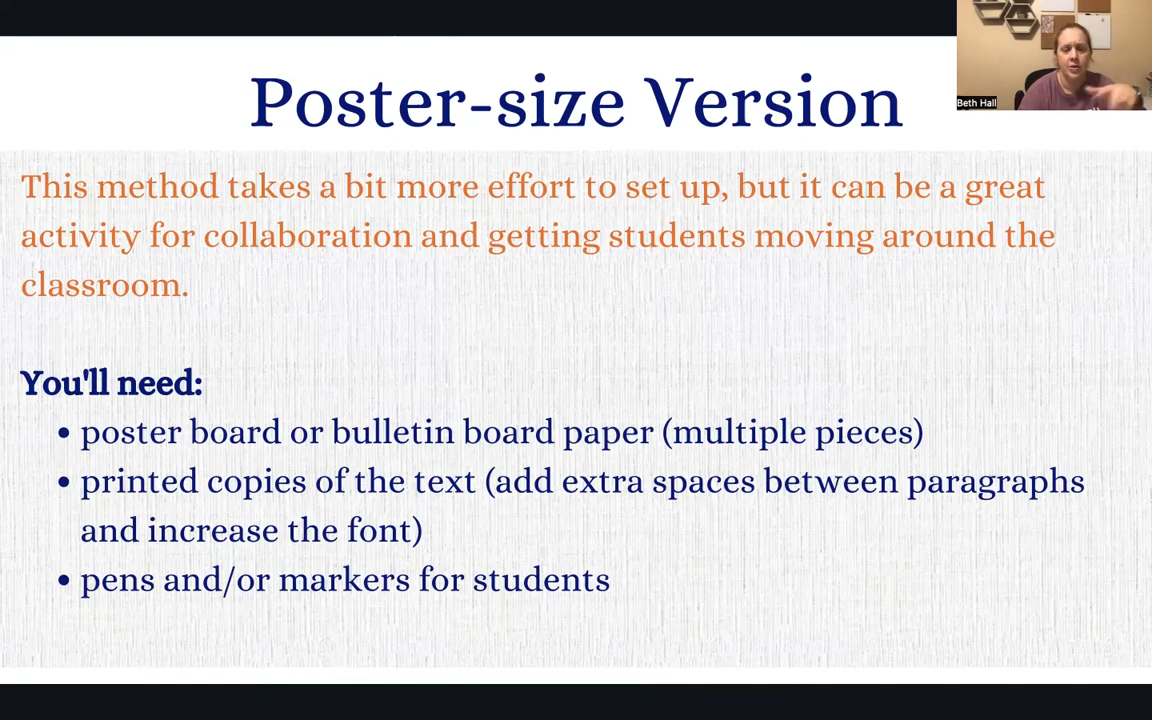 Poster-size Version
Beth Hall
This method takes a bit more effort to set up, but it can be a great
activity for collaboration and getting students moving around the
classroom.
You'll need:
• poster board or bulletin board paper (multiple pieces)
• printed copies of the text (add extra spaces between paragraphs
and increase the font)
• pens and/or markers for students